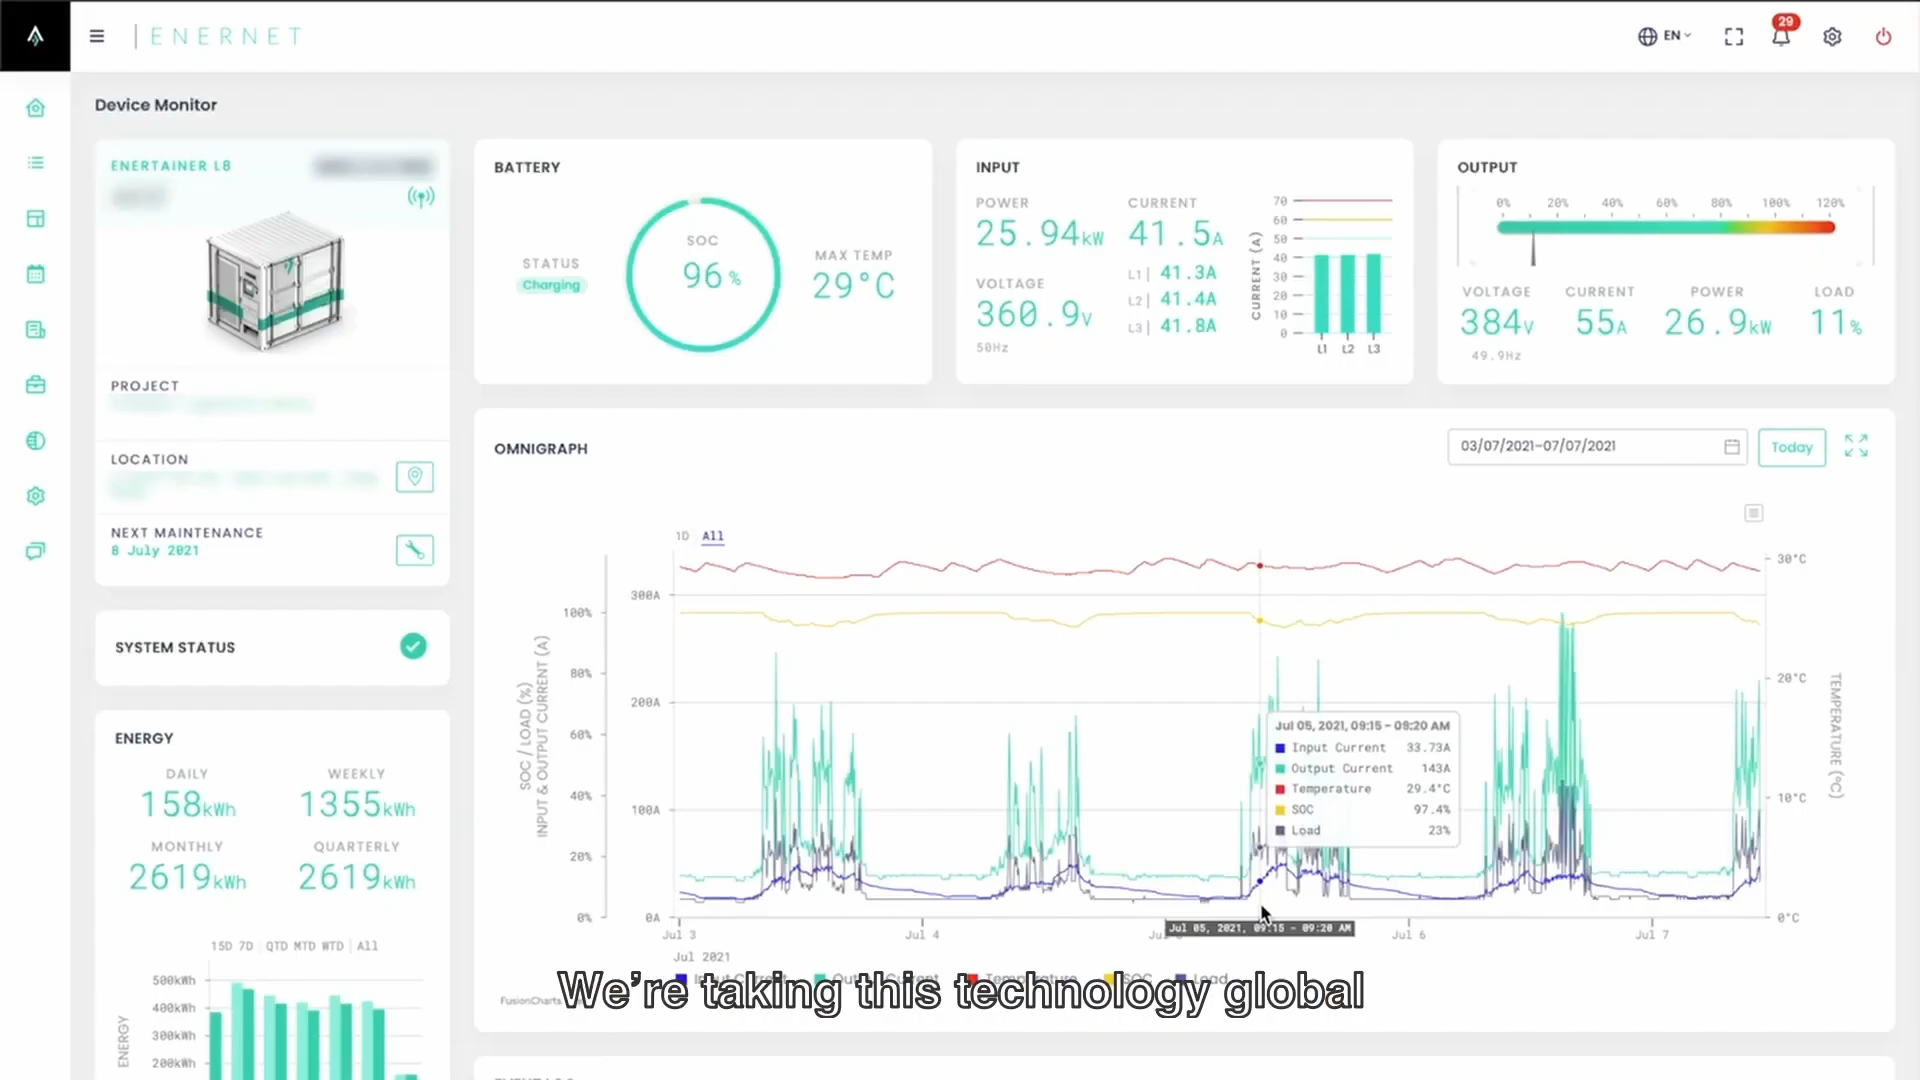 ENERNET
EN
29
Device Monitor
ENERTAINER L8
PROJECT
LOCATION
NEXT MAINTENANCE
8 July 2021
SYSTEM STATUS
ENERGY
DAILY
158kWh
WEEKLY
1355kWh
MONTHLY
2619kWh
QUARTERLY
2619kWh
15D 7D QTD MTD WTD All
500kWh
400kWh
300kWh
200kWh
ENERGY
BATTERY
STATUS
Charging
SOC
96%
MAX TEMP
29°C
INPUT
POWER
25.94kW
CURRENT
41.5A
VOLTAGE
360.9V
50Hz
L1| 41.3A
L2| 41.4A
L3| 41.8A
CURRENT (A)
70
60
50
40
30
20
10
0
L1 L2 L3
OUTPUT
0% 20% 40% 60% 80% 100% 120%
VOLTAGE
384V
49.9Hz
CURRENT
55A
POWER
26.9kW
LOAD
11%
OMNIGRAPH
03/07/2021-07/07/2021
Today
1D All
SOC / LOAD (%)
INPUT & OUTPUT CURRENT (A)
100%
80%
60%
40%
20%
0%
300A
200A
100A
0A
30°C
20°C
10°C
0°C
TEMPERATURE (°C)
Jul 05, 2021, 09:15 - 09:20 AM
Input Current 33.73A
Output Current 143A
Temperature 29.4°C
SOC 97.4%
Load 23%
Jul 05, 2021, 09:15 - 09:20 AM
Jul 3 Jul 4 Jul 6 Jul 7
Jul 2021
Input Current Output Current Temperature SOC Load
FusionCharts
We're taking this technology global